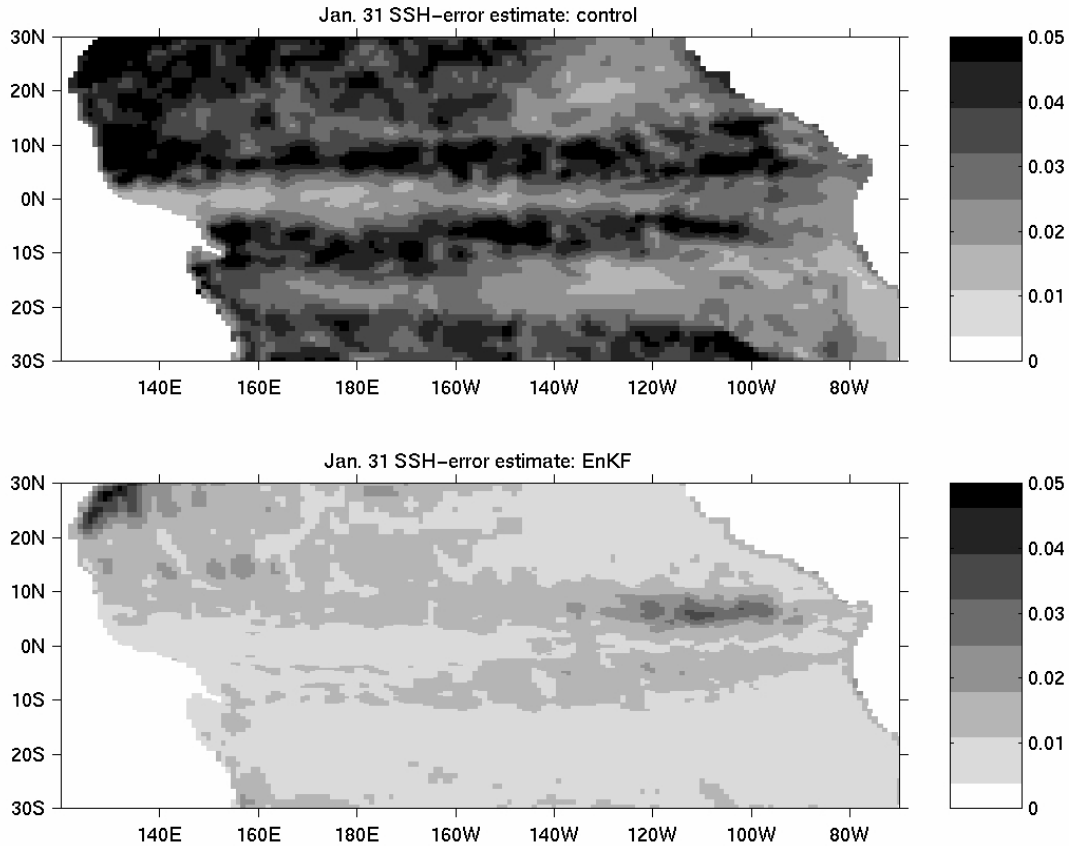 Jan. 31 SSH-error estimate: control
30N
20N
10N
0N
10S
20S
30S
140E 160E 180E 160W 140W 120W 100W 80W
0.05
0.04
0.03
0.02
0.01
0
Jan. 31 SSH-error estimate: EnKF
30N
20N
10N
0N
10S
20S
30S
140E 160E 180E 160W 140W 120W 100W 80W
0.05
0.04
0.03
0.02
0.01
0